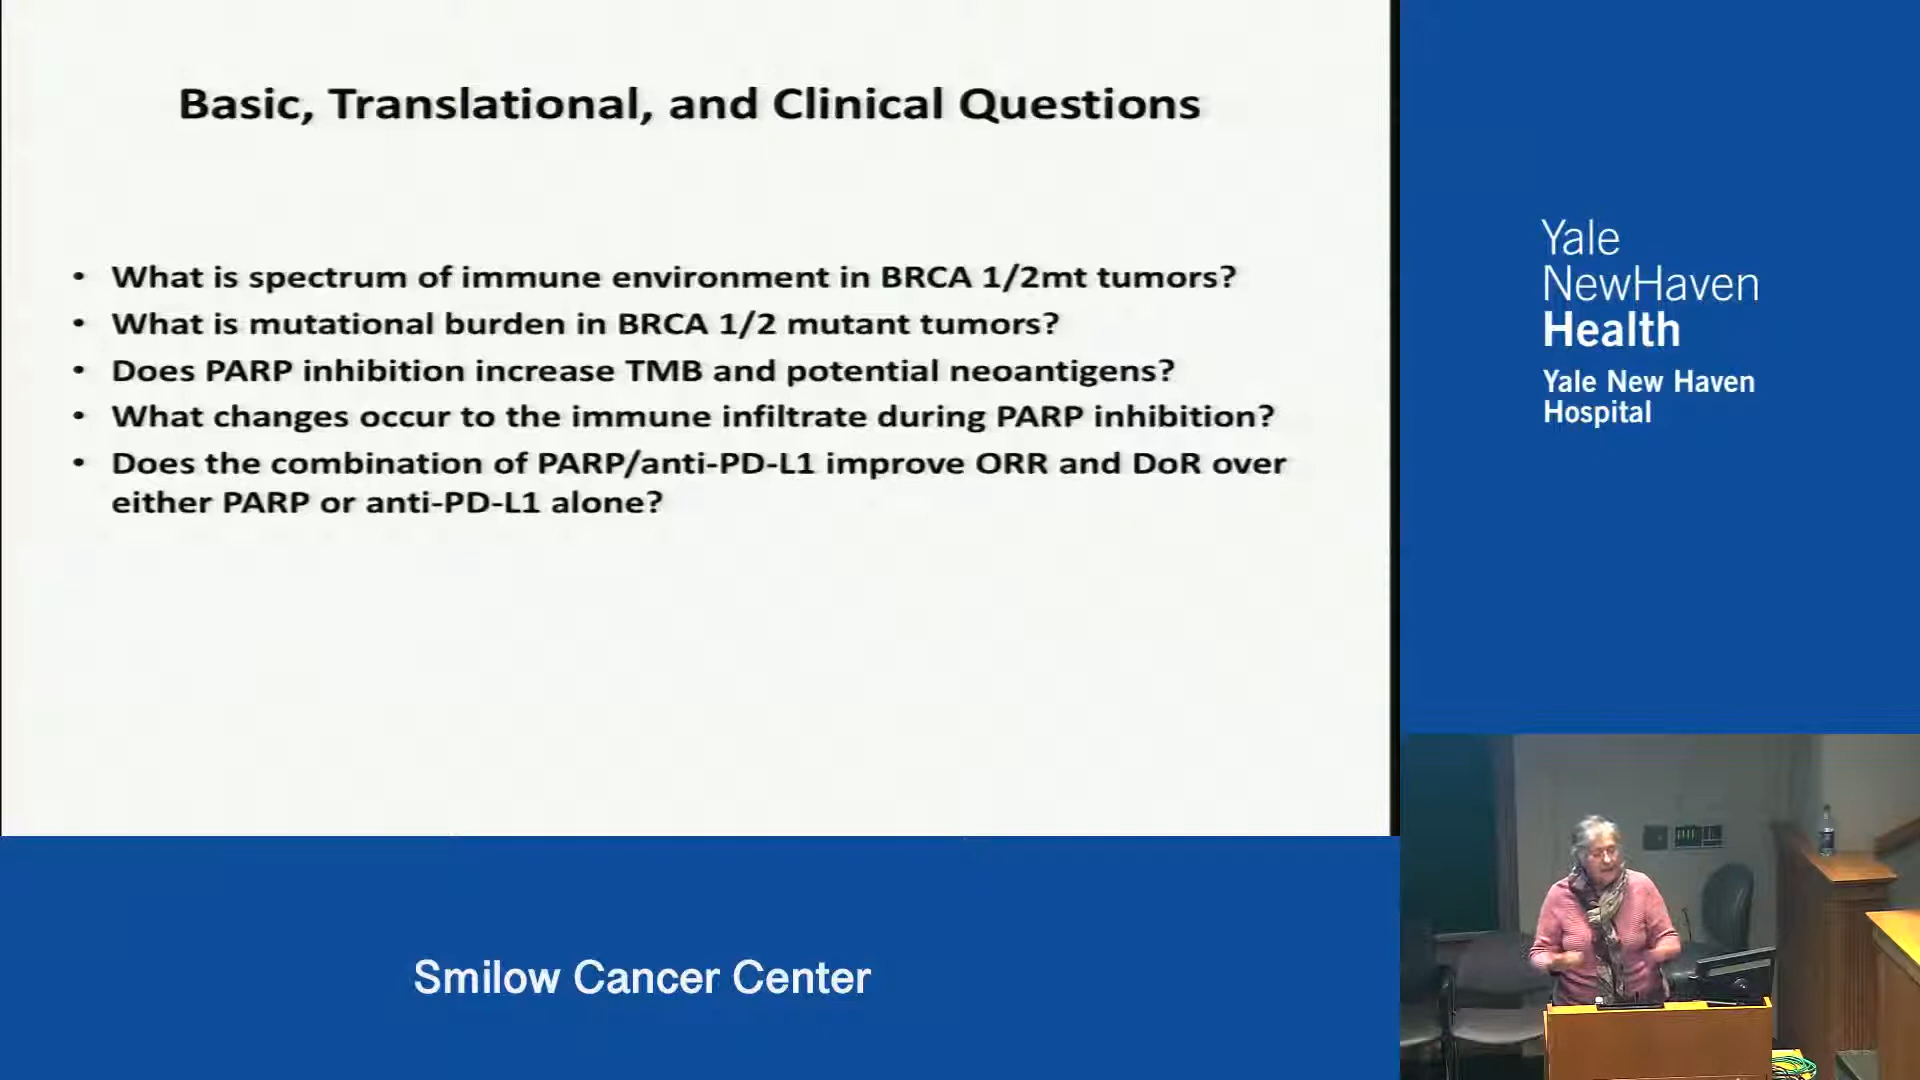 Basic, Translational, and Clinical Questions
• What is spectrum of immune environment in BRCA 1/2mt tumors?
• What is mutational burden in BRCA 1/2 mutant tumors?
• Does PARP inhibition increase TMB and potential neoantigens?
• What changes occur to the immune infiltrate during PARP inhibition?
• Does the combination of PARP/anti-PD-L1 improve ORR and DoR over
either PARP or anti-PD-L1 alone?
Yale
NewHaven
Health
Yale New Haven
Hospital
Smilow Cancer Center